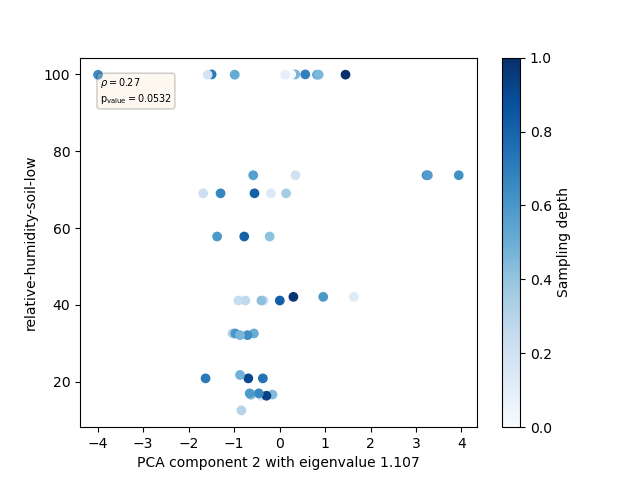 100
80
60
40
20
relative-humidity-soil-low
ρ = 0.27
p_value = 0.0532
−4 −3 −2 −1 0 1 2 3 4
PCA component 2 with eigenvalue 1.107
1.0
0.8
0.6
0.4
0.2
0.0
Sampling depth